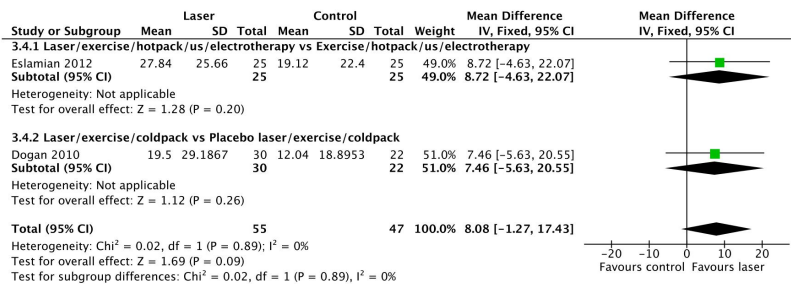 Laser Control Mean Difference Mean Difference
Study or Subgroup Mean SD Total Mean SD Total Weight IV, Fixed, 95% CI IV, Fixed, 95% CI
3.4.1 Laser/exercise/hotpack/us/electrotherapy vs Exercise/hotpack/us/electrotherapy
Eslamian 2012 27.84 25.66 25 19.12 22.4 25 49.0% 8.72 [-4.63, 22.07]
Subtotal (95% CI) 25 25 49.0% 8.72 [-4.63, 22.07]
Heterogeneity: Not applicable
Test for overall effect: Z = 1.28 (P = 0.20)
3.4.2 Laser/exercise/coldpack vs Placebo laser/exercise/coldpack
Dogan 2010 19.5 29.1867 30 12.04 18.8953 22 51.0% 7.46 [-5.63, 20.55]
Subtotal (95% CI) 30 22 51.0% 7.46 [-5.63, 20.55]
Heterogeneity: Not applicable
Test for overall effect: Z = 1.12 (P = 0.26)
Total (95% CI) 55 47 100.0% 8.08 [-1.27, 17.43]
Heterogeneity: Chi² = 0.02, df = 1 (P = 0.89); I² = 0%
Test for overall effect: Z = 1.69 (P = 0.09)
Test for subgroup differences: Chi² = 0.02, df = 1 (P = 0.89), I² = 0%
-20 -10 0 10 20
Favours control Favours laser